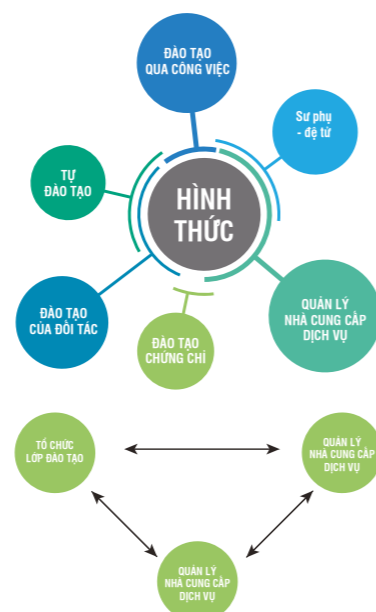 ĐÀO TẠO
QUA CÔNG VIỆC
Sư phụ
- đệ tử
TỰ
ĐÀO TẠO
HÌNH
THỨC
ĐÀO TẠO
CỦA ĐỐI TÁC
ĐÀO TẠO
CHỨNG CHỈ
QUẢN LÝ
NHÀ CUNG CẤP
DỊCH VỤ
TỔ CHỨC
LỚP ĐÀO TẠO
QUẢN LÝ
NHÀ CUNG CẤP
DỊCH VỤ
QUẢN LÝ
NHÀ CUNG CẤP
DỊCH VỤ